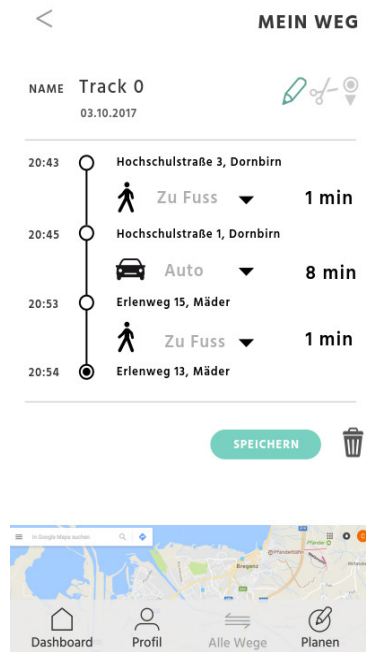 <
MEIN WEG
NAME Track 0
03.10.2017
20:43 Hochschulstraße 3, Dornbirn
Zu Fuss 1 min
20:45 Hochschulstraße 1, Dornbirn
Auto 8 min
20:53 Erlenweg 15, Mäder
Zu Fuss 1 min
20:54 Erlenweg 13, Mäder
SPEICHERN
In Google Maps suchen
Pfänder
Pfänderbahn
Bregenz
Dashboard Profil Alle Wege Planen